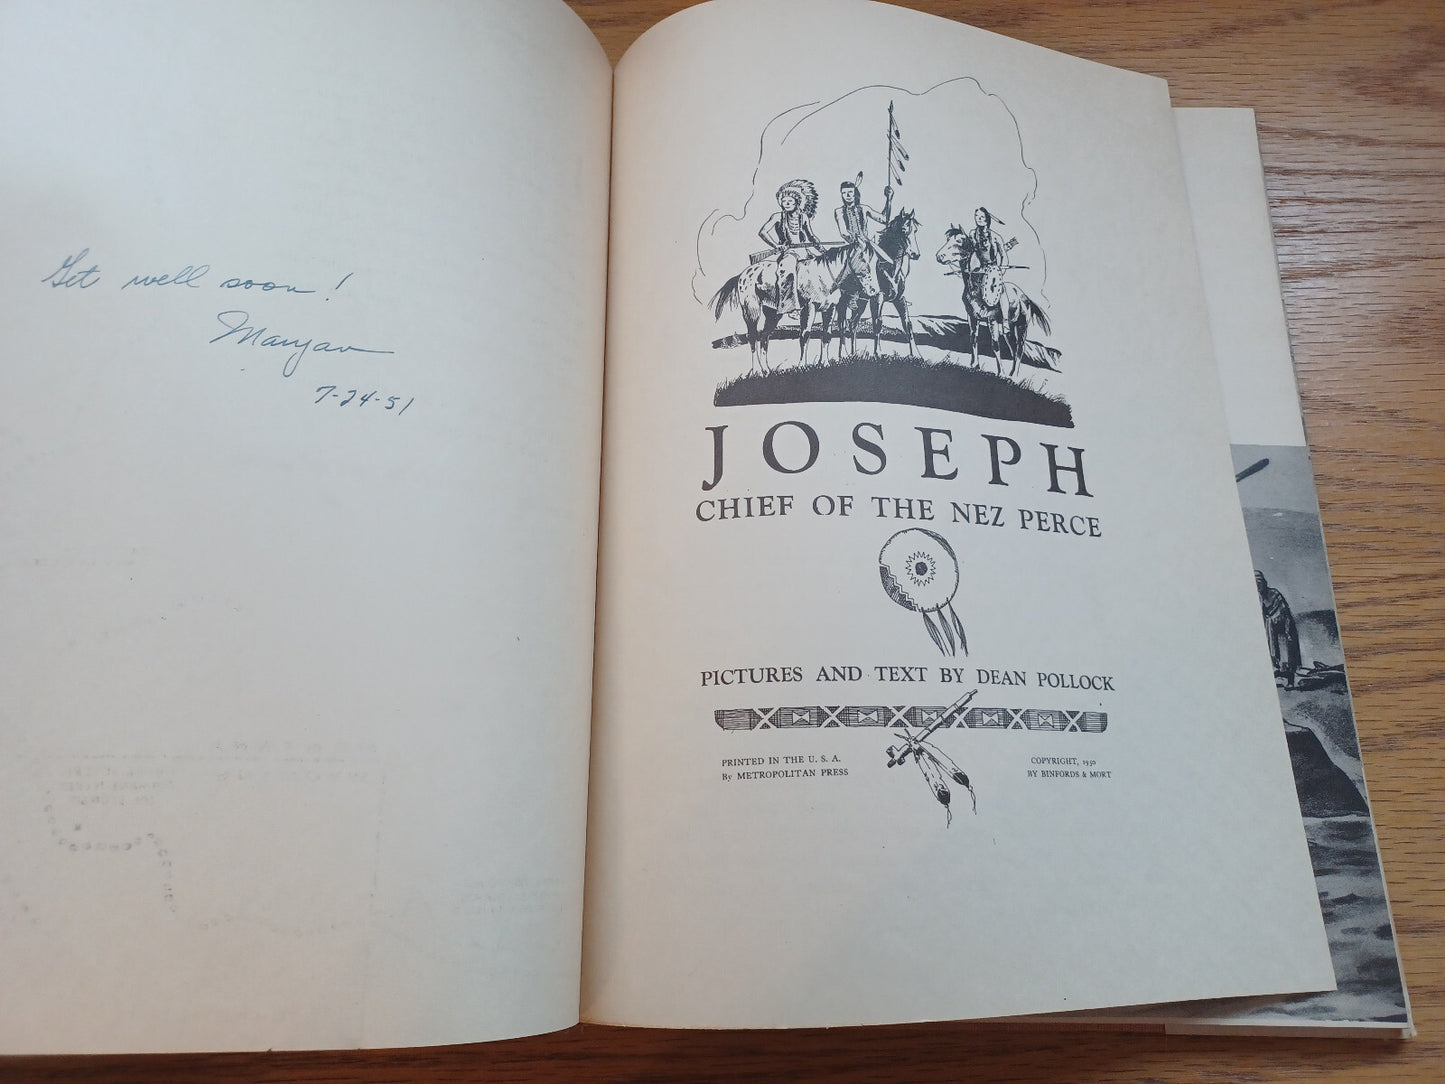 Get well soon!
7-24-51
JOSEPH
CHIEF OF THE NEZ PERCE
PICTURES AND TEXT BY DEAN POLLOCK
PRINTED IN THE U. S. A.
By METROPOLITAN PRESS
COPYRIGHT, 1950
BY BINFORDS & MORT